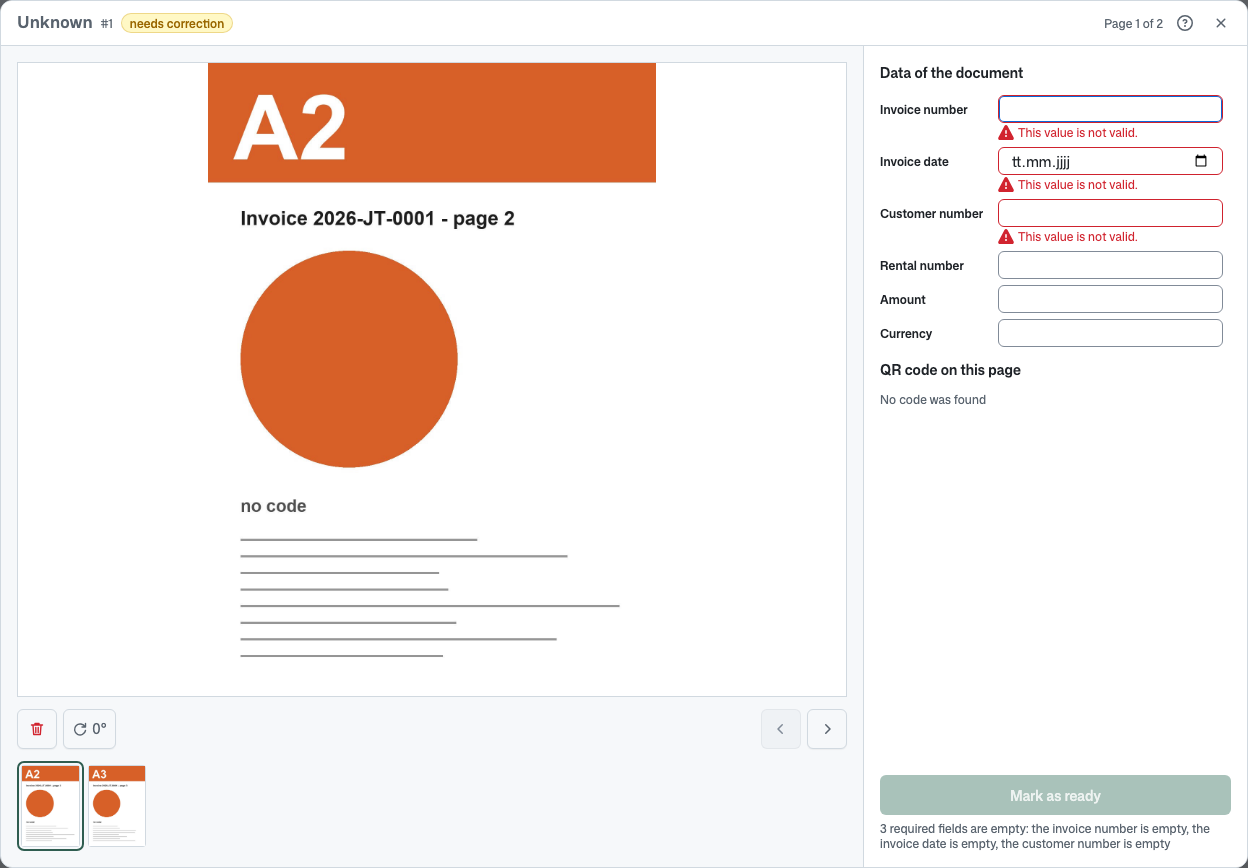 Unknown #1 needs correction
Page 1 of 2
A2
Invoice 2026-JT-0001 - page 2
no code
0°
A2
A3
Data of the document
Invoice number
This value is not valid.
Invoice date
tt.mm.jjjj
This value is not valid.
Customer number
This value is not valid.
Rental number
Amount
Currency
QR code on this page
No code was found
Mark as ready
3 required fields are empty: the invoice number is empty, the
invoice date is empty, the customer number is empty